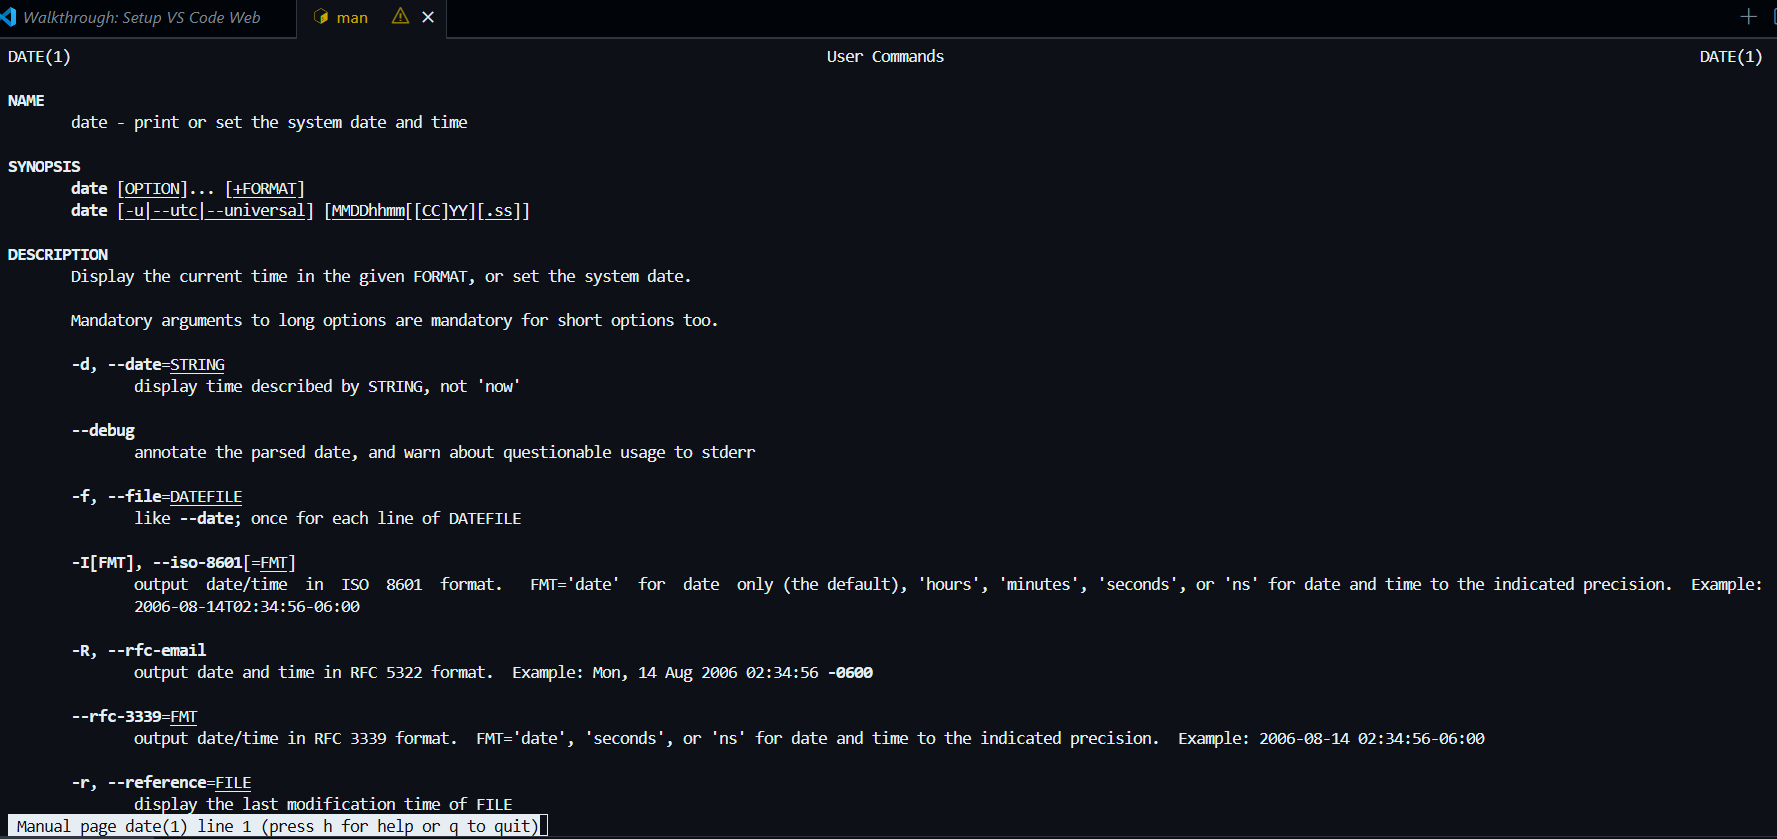 Walkthrough: Setup VS Code Web
man
DATE(1) User Commands DATE(1)
NAME
date - print or set the system date and time
SYNOPSIS
date [OPTION]... [+FORMAT]
date [-u|--utc|--universal] [MMDDhhmm[[CC]YY][.ss]]
DESCRIPTION
Display the current time in the given FORMAT, or set the system date.
Mandatory arguments to long options are mandatory for short options too.
-d, --date=STRING
display time described by STRING, not 'now'
--debug
annotate the parsed date, and warn about questionable usage to stderr
-f, --file=DATEFILE
like --date; once for each line of DATEFILE
-I[FMT], --iso-8601[=FMT]
output date/time in ISO 8601 format. FMT='date' for date only (the default), 'hours', 'minutes', 'seconds', or 'ns' for date and time to the indicated precision. Example:
2006-08-14T02:34:56-06:00
-R, --rfc-email
output date and time in RFC 5322 format. Example: Mon, 14 Aug 2006 02:34:56 -0600
--rfc-3339=FMT
output date/time in RFC 3339 format. FMT='date', 'seconds', or 'ns' for date and time to the indicated precision. Example: 2006-08-14 02:34:56-06:00
-r, --reference=FILE
display the last modification time of FILE
Manual page date(1) line 1 (press h for help or q to quit)